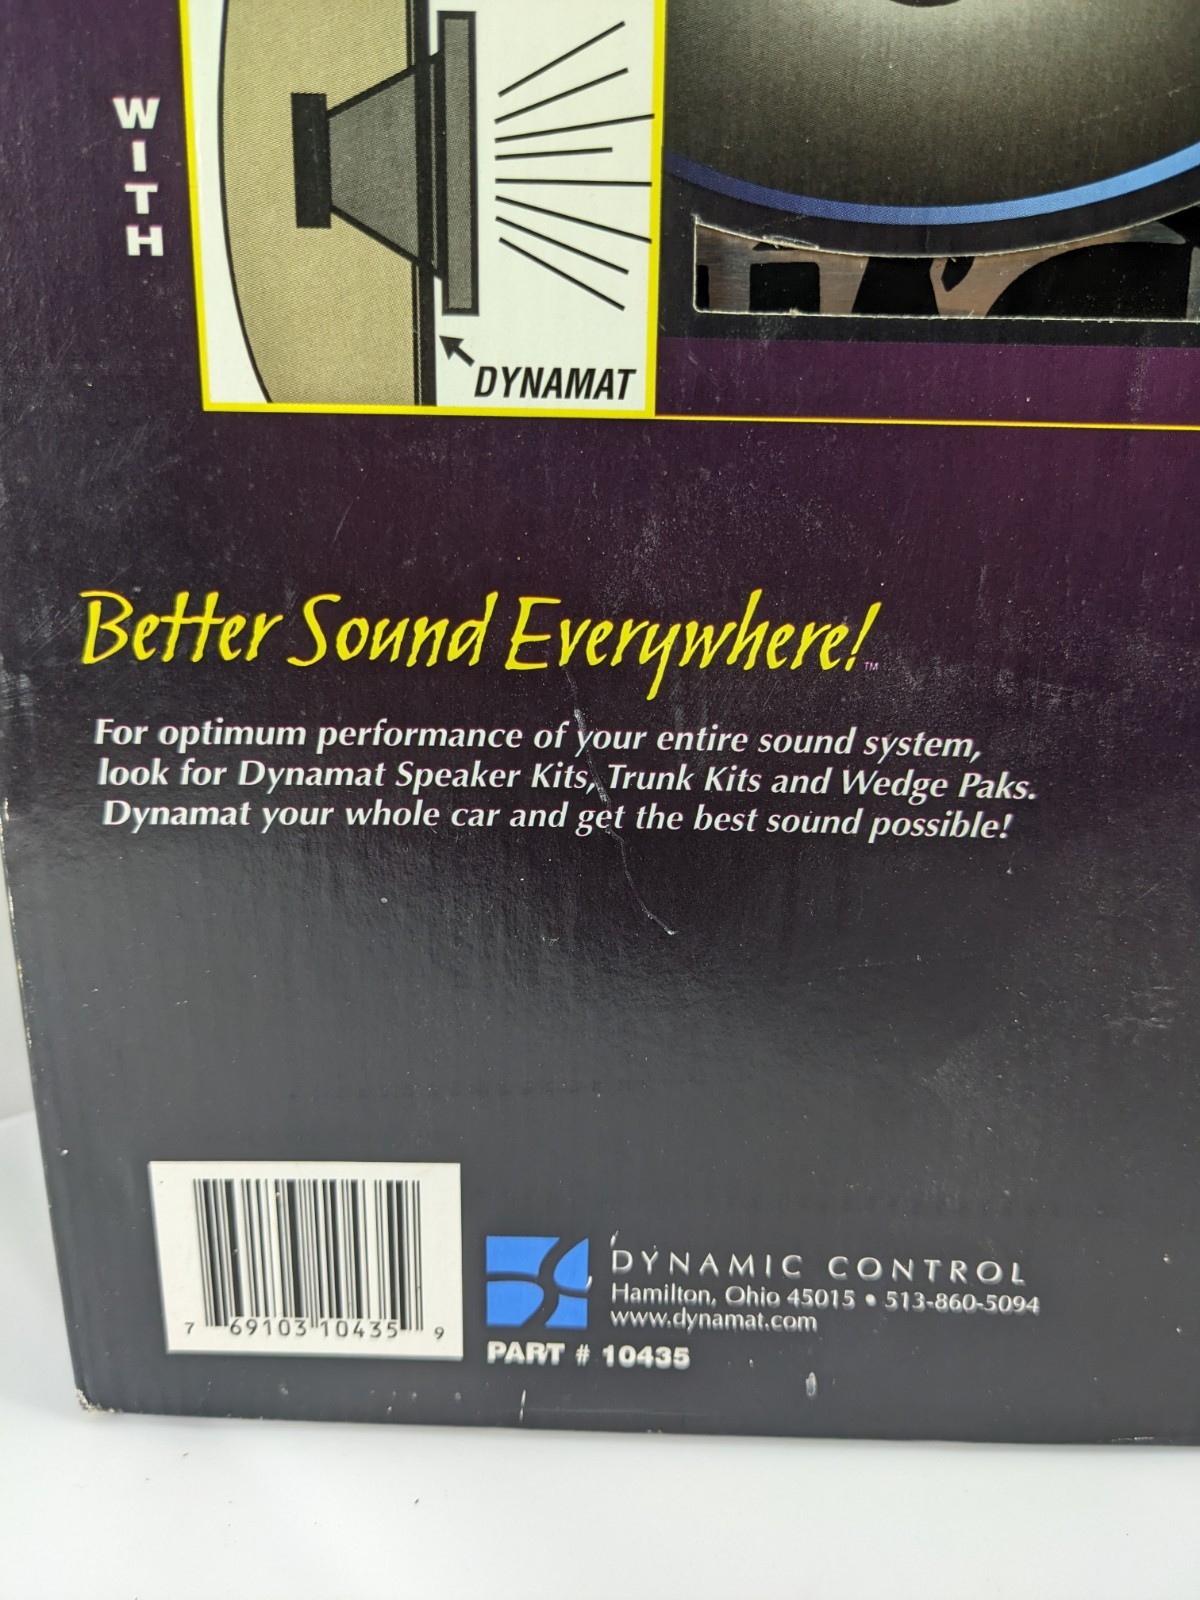 WITH
DYNAMAT
Better Sound Everywhere!™
For optimum performance of your entire sound system,
look for Dynamat Speaker Kits, Trunk Kits and Wedge Paks.
Dynamat your whole car and get the best sound possible!
7 69103 10435 9
DYNAMIC CONTROL
Hamilton, Ohio 45015 • 513-860-5094
www.dynamat.com
PART # 10435